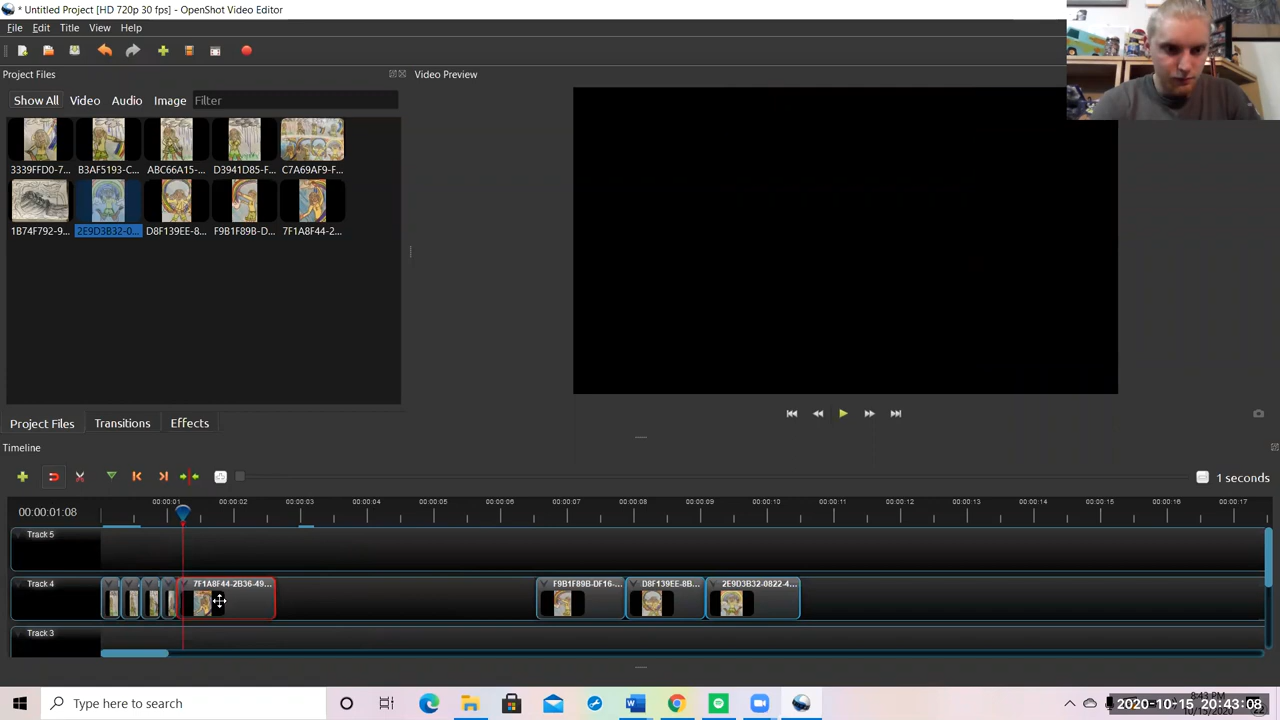 * Untitled Project [HD 720p 30 fps] - OpenShot Video Editor
File Edit Title View Help
Project Files
Video Preview
Show All Video Audio Image Filter
3339FFD0-7... B3AF5193-C... ABC66A15-... D3941D85-F... C7A69AF9-F...
1B74F792-9... 2E9D3B32-0... D8F139EE-8... F9B1F89B-D... 7F1A8F44-2...
Project Files Transitions Effects
Timeline
1 seconds
00:00:01:08
00:00:01 00:00:02 00:00:03 00:00:04 00:00:05 00:00:06 00:00:07 00:00:08 00:00:09 00:00:10 00:00:11 00:00:12 00:00:13 00:00:14 00:00:15 00:00:16 00:00:17
Track 5
Track 4
7F1A8F44-2B36-49... F9B1F89B-DF16-... D8F139EE-8B... 2E9D3B32-0822-4...
Track 3
Type here to search
8:43 PM
10/15/2020
2020-10-15 20:43:08